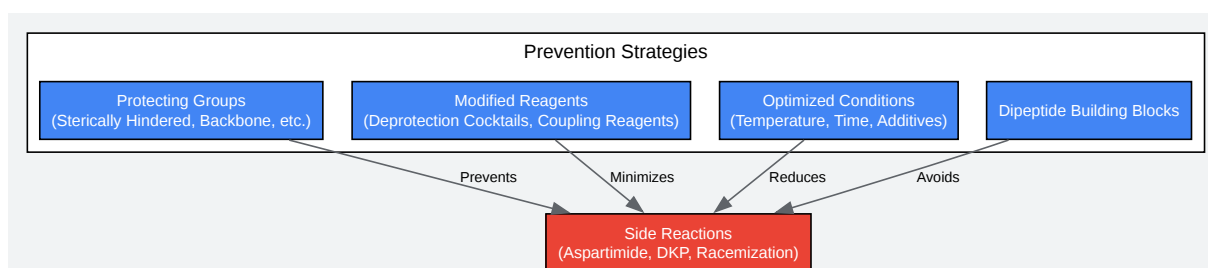 Prevention Strategies
Protecting Groups
(Sterically Hindered, Backbone, etc.)
Modified Reagents
(Deprotection Cocktails, Coupling Reagents)
Optimized Conditions
(Temperature, Time, Additives)
Dipeptide Building Blocks
Prevents
Minimizes
Reduces
Avoids
Side Reactions
(Aspartimide, DKP, Racemization)